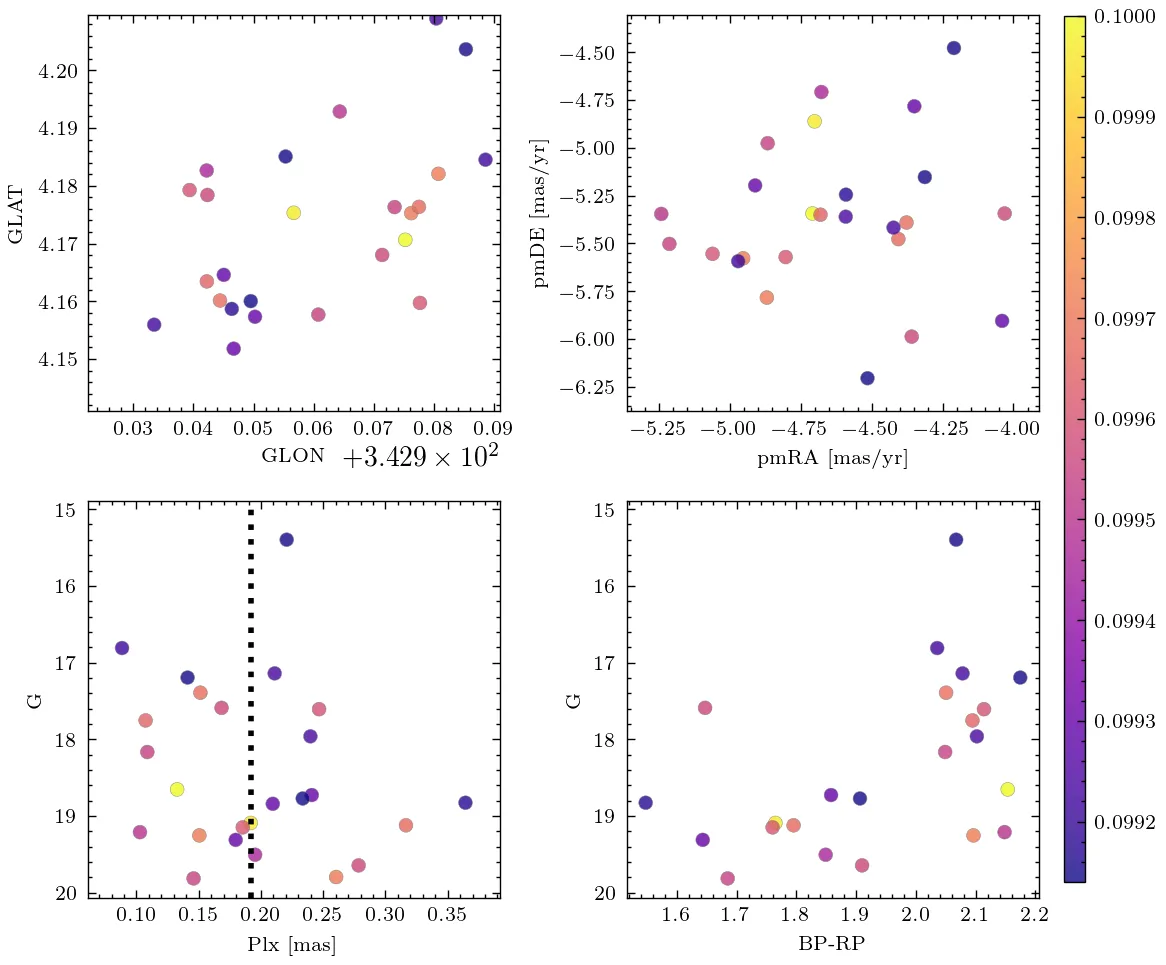 4.20
4.19
4.18
4.17
4.16
4.15
GLAT
0.03 0.04 0.05 0.06 0.07 0.08 0.09
GLON +3.429 × 10²
−4.50
−4.75
−5.00
−5.25
−5.50
−5.75
−6.00
−6.25
pmDE [mas/yr]
−5.25 −5.00 −4.75 −4.50 −4.25 −4.00
pmRA [mas/yr]
15
16
17
18
19
20
G
0.10 0.15 0.20 0.25 0.30 0.35
Plx [mas]
15
16
17
18
19
20
G
1.6 1.7 1.8 1.9 2.0 2.1 2.2
BP-RP
0.1000
0.0999
0.0998
0.0997
0.0996
0.0995
0.0994
0.0993
0.0992